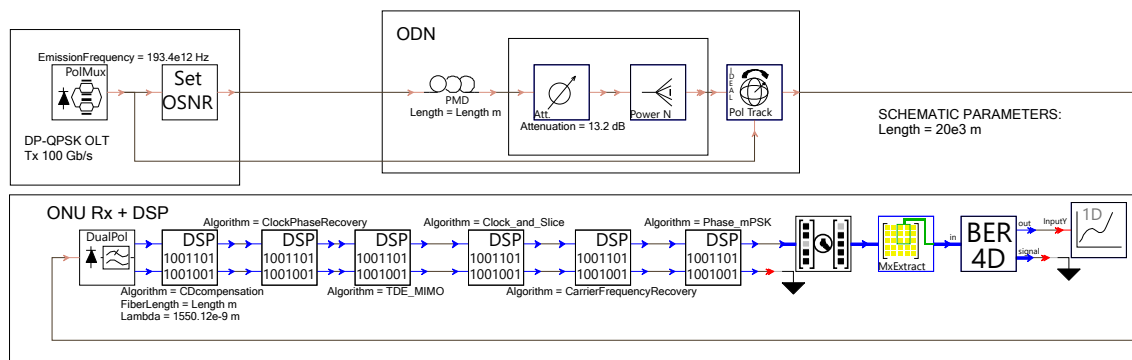 ODN
EmissionFrequency = 193.4e12 Hz
PolMux
Set
OSNR
DP-QPSK OLT
Tx 100 Gb/s
PMD
Length = Length m
Att.
Attenuation = 13.2 dB
Power N
IDEAL
Pol Track
SCHEMATIC PARAMETERS:
Length = 20e3 m
ONU Rx + DSP
Algorithm = ClockPhaseRecovery
Algorithm = Clock_and_Slice
Algorithm = Phase_mPSK
DualPol
DSP
1001101
1001001
DSP
1001101
1001001
DSP
1001101
1001001
DSP
1001101
1001001
DSP
1001101
1001001
DSP
1001101
1001001
MxExtract
in
BER
4D
out
signal
InputY
1D
Algorithm = CDcompensation
FiberLength = Length m
Lambda = 1550.12e-9 m
Algorithm = TDE_MIMO
Algorithm = CarrierFrequencyRecovery